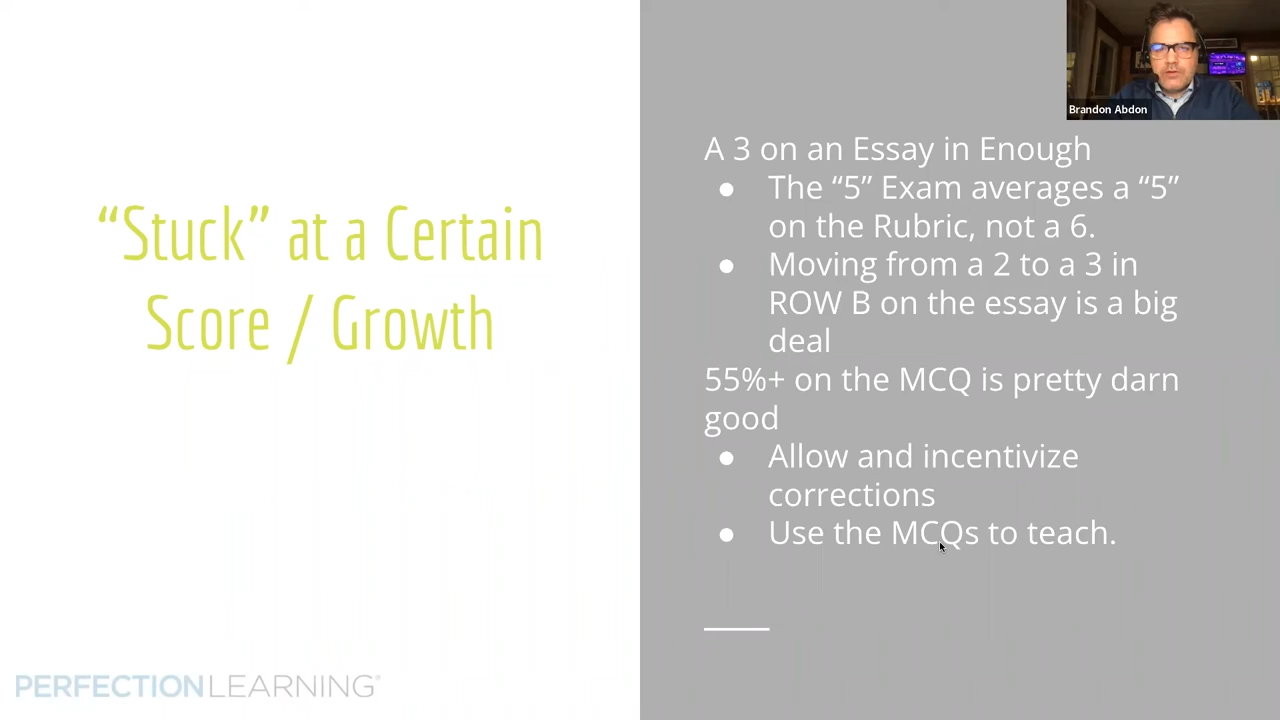 Brandon Abdon
“Stuck” at a Certain
Score / Growth
A 3 on an Essay in Enough
● The “5” Exam averages a “5”
on the Rubric, not a 6.
● Moving from a 2 to a 3 in
ROW B on the essay is a big
deal
55%+ on the MCQ is pretty darn
good
● Allow and incentivize
corrections
● Use the MCQs to teach.
PERFECTION LEARNING®